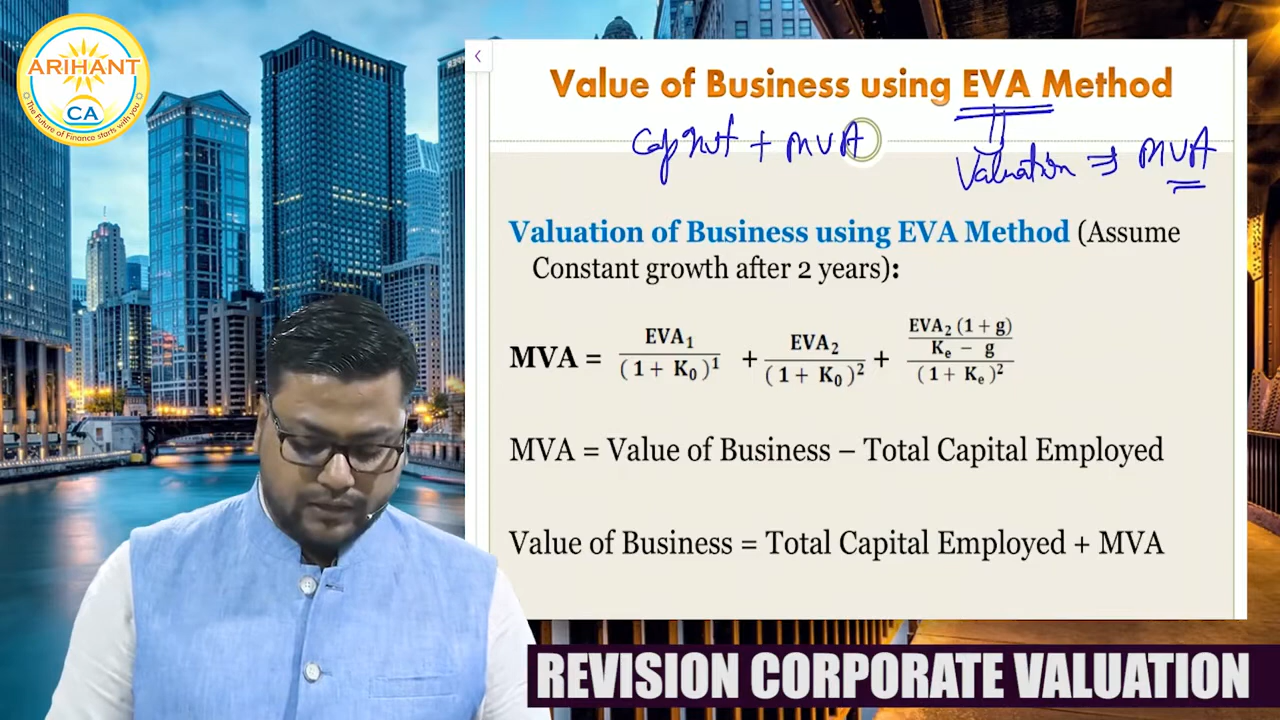 ARIHANT
CA
The Future of Finance starts with you
Value of Business using EVA Method
Cap + MVA
Valuation ⇒ MVA
Valuation of Business using EVA Method (Assume
Constant growth after 2 years):
MVA = EVA₁ / (1 + K₀)¹ + EVA₂ / (1 + K₀)² + (EVA₂ (1 + g) / (Kₑ − g)) / (1 + Kₑ)²
MVA = Value of Business – Total Capital Employed
Value of Business = Total Capital Employed + MVA
REVISION CORPORATE VALUATION